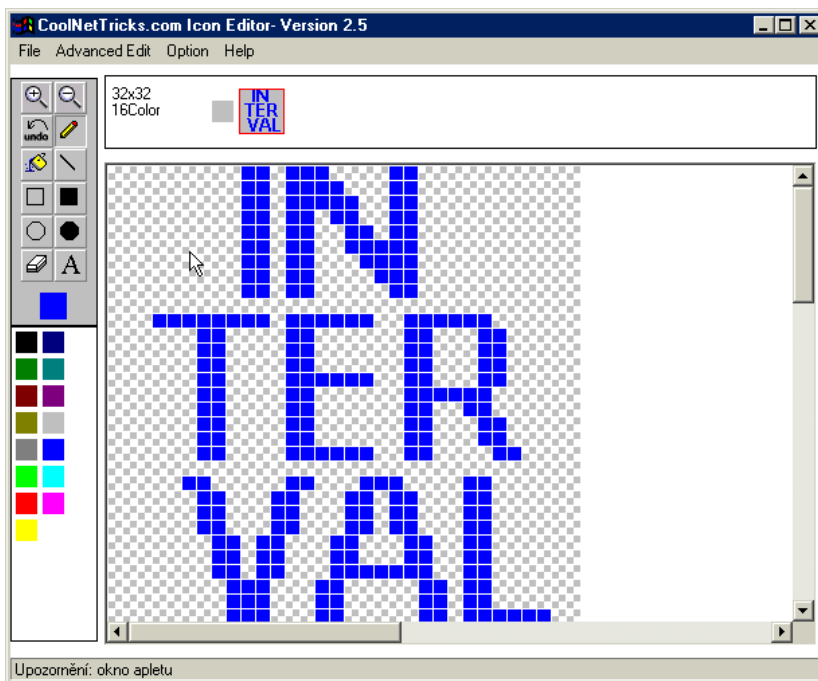 CoolNetTricks.com Icon Editor- Version 2.5
File Advanced Edit Option Help
32x32
16Color
IN
TER
VAL
undo
A
IN
TER
VAL
Upozornění: okno apletu